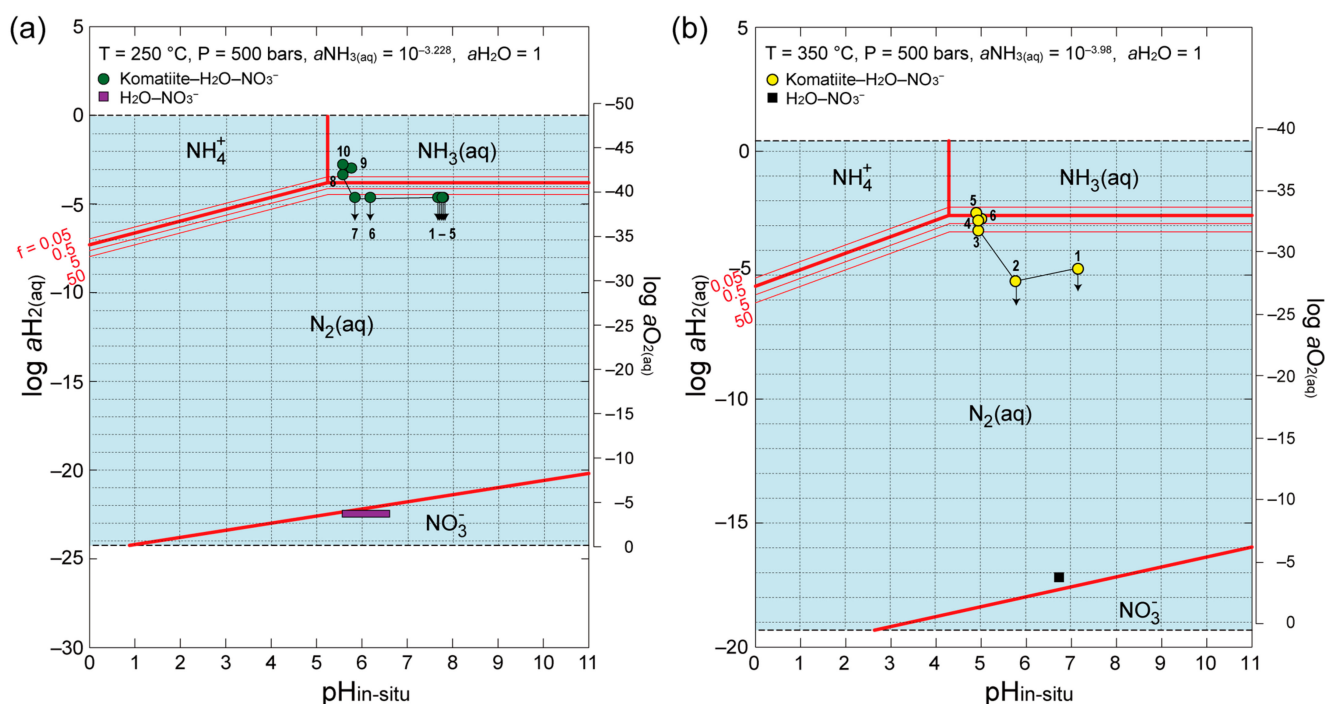 (a)
T = 250 °C, P = 500 bars, aNH3(aq) = 10^−3.228, aH2O = 1
Komatiite–H2O–NO3−
H2O–NO3−
5
0
−5
−10
−15
−20
−25
−30
log aH2(aq)
NH4+
NH3(aq)
10
9
8
7
6
1 – 5
f = 0.05
0.5
50
N2(aq)
NO3−
−50
−45
−40
−35
−30
−25
−20
−15
−10
−5
0
log aO2(aq)
0 1 2 3 4 5 6 7 8 9 10 11
pHin-situ
(b)
T = 350 °C, P = 500 bars, aNH3(aq) = 10^−3.98, aH2O = 1
Komatiite–H2O–NO3−
H2O–NO3−
5
0
−5
−10
−15
−20
log aH2(aq)
NH4+
NH3(aq)
5
4
6
3
2
1
0.05
0.5
50
N2(aq)
NO3−
−40
−35
−30
−25
−20
−15
−10
−5
0
log aO2(aq)
0 1 2 3 4 5 6 7 8 9 10 11
pHin-situ